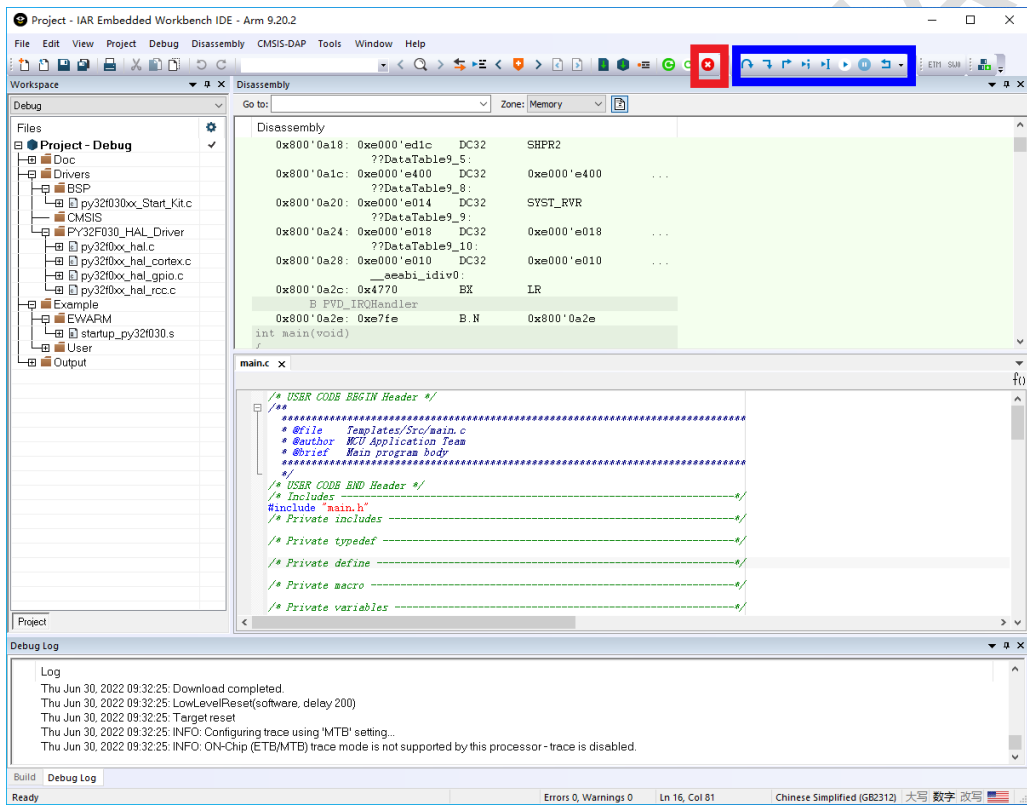 Project - IAR Embedded Workbench IDE - Arm 9.20.2
File Edit View Project Debug Disassembly CMSIS-DAP Tools Window Help
ETM SWO
Workspace
Disassembly
Debug
Go to:
Zone: Memory
Files
Project - Debug
Doc
Drivers
BSP
py32f030xx_Start_Kit.c
CMSIS
PY32F030_HAL_Driver
py32f0xx_hal.c
py32f0xx_hal_cortex.c
py32f0xx_hal_gpio.c
py32f0xx_hal_rcc.c
Example
EWARM
startup_py32f030.s
User
Output
Project
Disassembly
0x800'0a18: 0xe000'ed1c DC32 SHPR2
??DataTable9_5:
0x800'0a1c: 0xe000'e400 DC32 0xe000'e400 ...
??DataTable9_8:
0x800'0a20: 0xe000'e014 DC32 SYST_RVR
??DataTable9_9:
0x800'0a24: 0xe000'e018 DC32 0xe000'e018 ...
??DataTable9_10:
0x800'0a28: 0xe000'e010 DC32 0xe000'e010 ...
__aeabi_idiv0:
0x800'0a2c: 0x4770 BX LR
B PVD_IRQHandler
0x800'0a2e: 0xe7fe B.N 0x800'0a2e
int main(void)
{
main.c
f()
/* USER CODE BEGIN Header */
/**
******************************************************************************
* @file Templates/Src/main.c
* @author MCU Application Team
* @brief Main program body
******************************************************************************
*/
/* USER CODE END Header */
/* Includes ------------------------------------------------------------------*/
#include "main.h"
/* Private includes ----------------------------------------------------------*/
/* Private typedef -----------------------------------------------------------*/
/* Private define ------------------------------------------------------------*/
/* Private macro -------------------------------------------------------------*/
/* Private variables ---------------------------------------------------------*/
Debug Log
Log
Thu Jun 30, 2022 09:32:25: Download completed.
Thu Jun 30, 2022 09:32:25: LowLevelReset(software, delay 200)
Thu Jun 30, 2022 09:32:25: Target reset
Thu Jun 30, 2022 09:32:25: INFO: Configuring trace using 'MTB' setting...
Thu Jun 30, 2022 09:32:25: INFO: ON-Chip (ETB/MTB) trace mode is not supported by this processor - trace is disabled.
Build Debug Log
Ready Errors 0, Warnings 0 Ln 16, Col 81 Chinese Simplified (GB2312) 大写 数字 改写